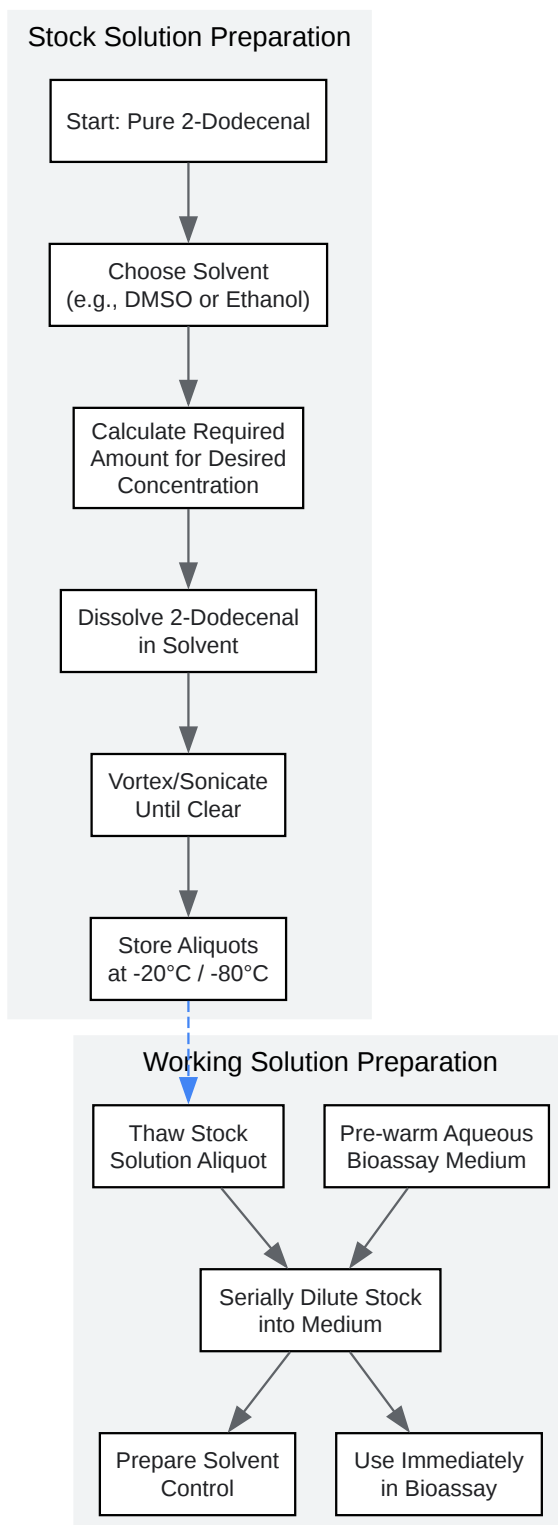 Stock Solution Preparation
Start: Pure 2-Dodecenal
Choose Solvent
(e.g., DMSO or Ethanol)
Calculate Required
Amount for Desired
Concentration
Dissolve 2-Dodecenal
in Solvent
Vortex/Sonicate
Until Clear
Store Aliquots
at -20°C / -80°C
Working Solution Preparation
Thaw Stock
Solution Aliquot
Pre-warm Aqueous
Bioassay Medium
Serially Dilute Stock
into Medium
Prepare Solvent
Control
Use Immediately
in Bioassay